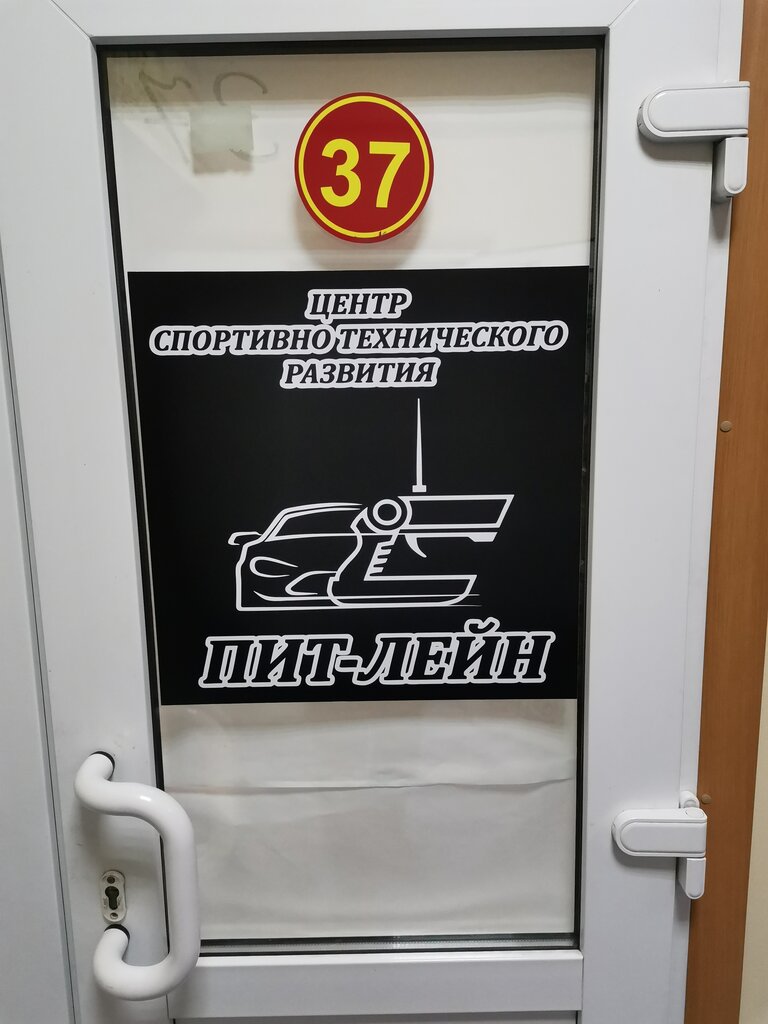 37
ЦЕНТР
СПОРТИВНО ТЕХНИЧЕСКОГО
РАЗВИТИЯ
ПИТ-ЛЕЙН